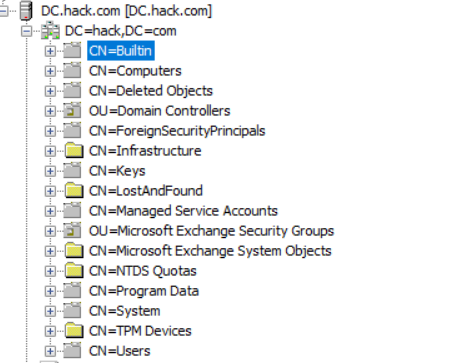 DC.hack.com [DC.hack.com]
DC=hack,DC=com
CN=Builtin
CN=Computers
CN=Deleted Objects
OU=Domain Controllers
CN=ForeignSecurityPrincipals
CN=Infrastructure
CN=Keys
CN=LostAndFound
CN=Managed Service Accounts
OU=Microsoft Exchange Security Groups
CN=Microsoft Exchange System Objects
CN=NTDS Quotas
CN=Program Data
CN=System
CN=TPM Devices
CN=Users